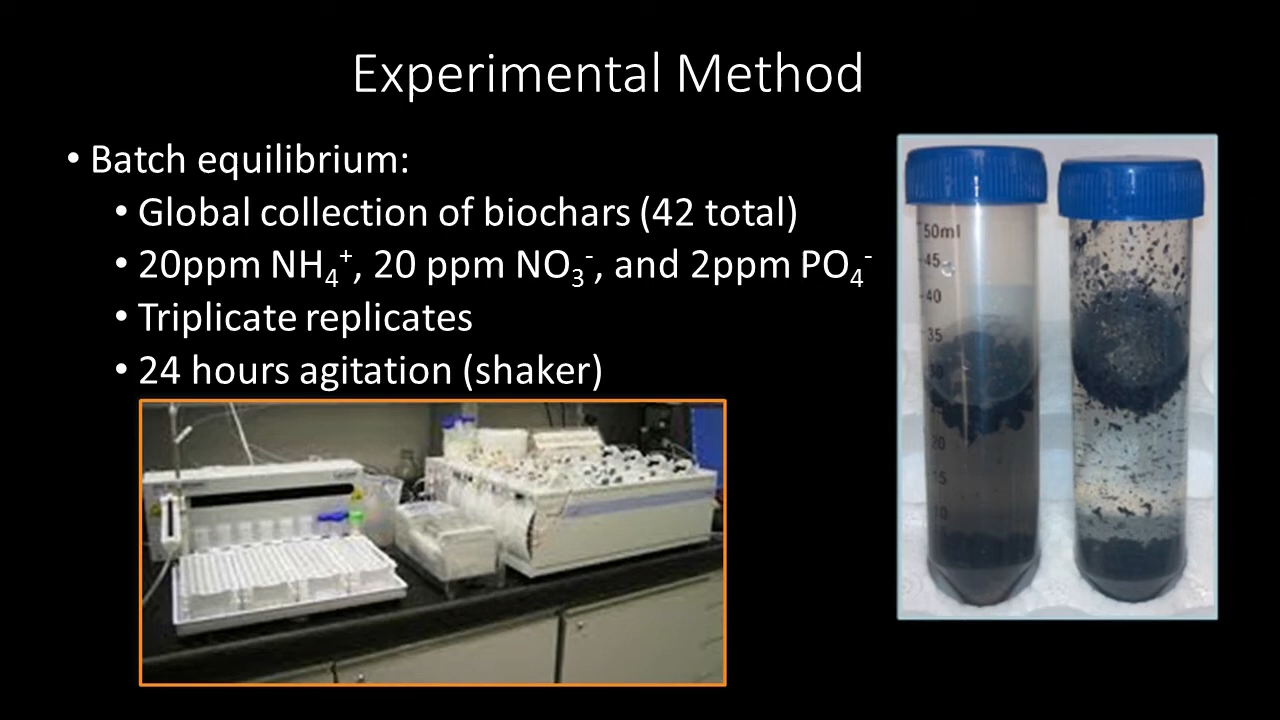 Experimental Method
• Batch equilibrium:
• Global collection of biochars (42 total)
• 20ppm NH₄⁺, 20 ppm NO₃⁻, and 2ppm PO₄⁻
• Triplicate replicates
• 24 hours agitation (shaker)
50ml
45
40
35
30
20
15
10